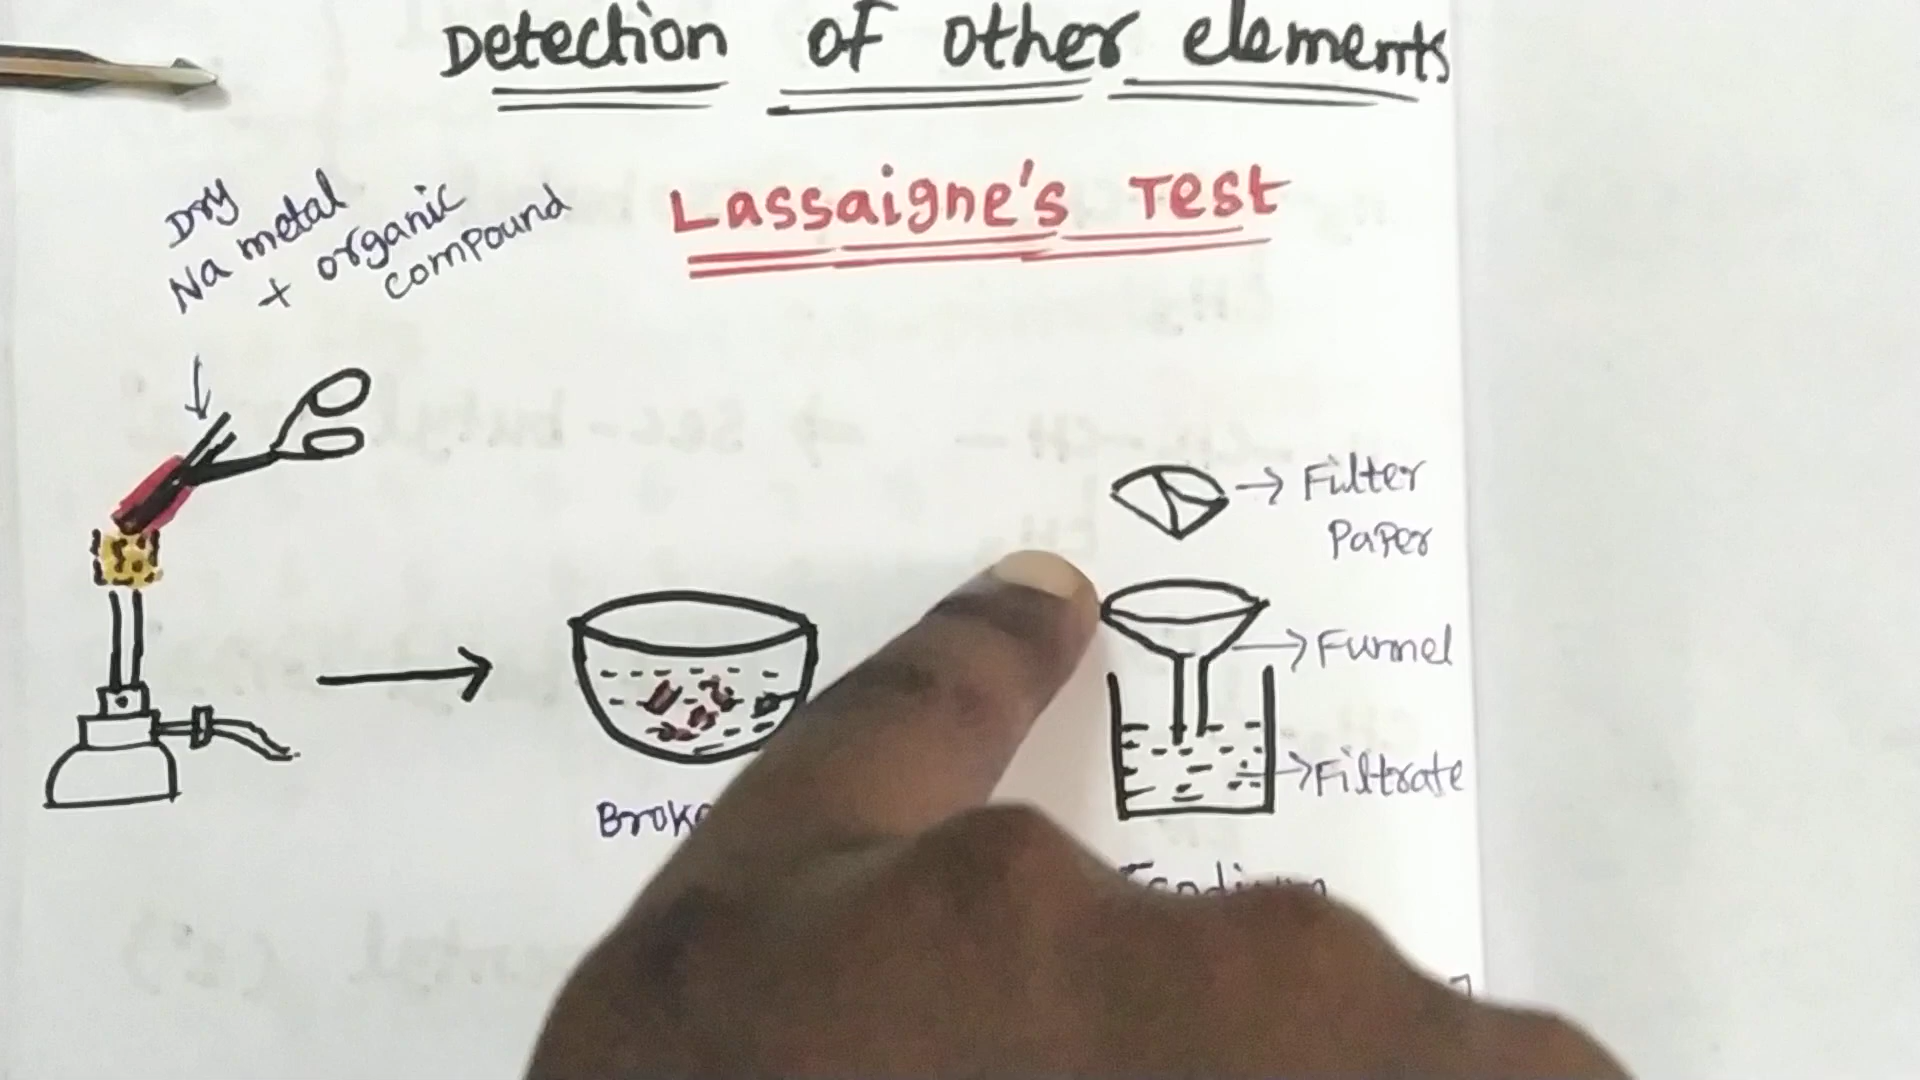 Detection of other elements
Lassaigne's Test
Dry
Na metal
+ organic
compound
Filter
Paper
Funnel
Filtrate